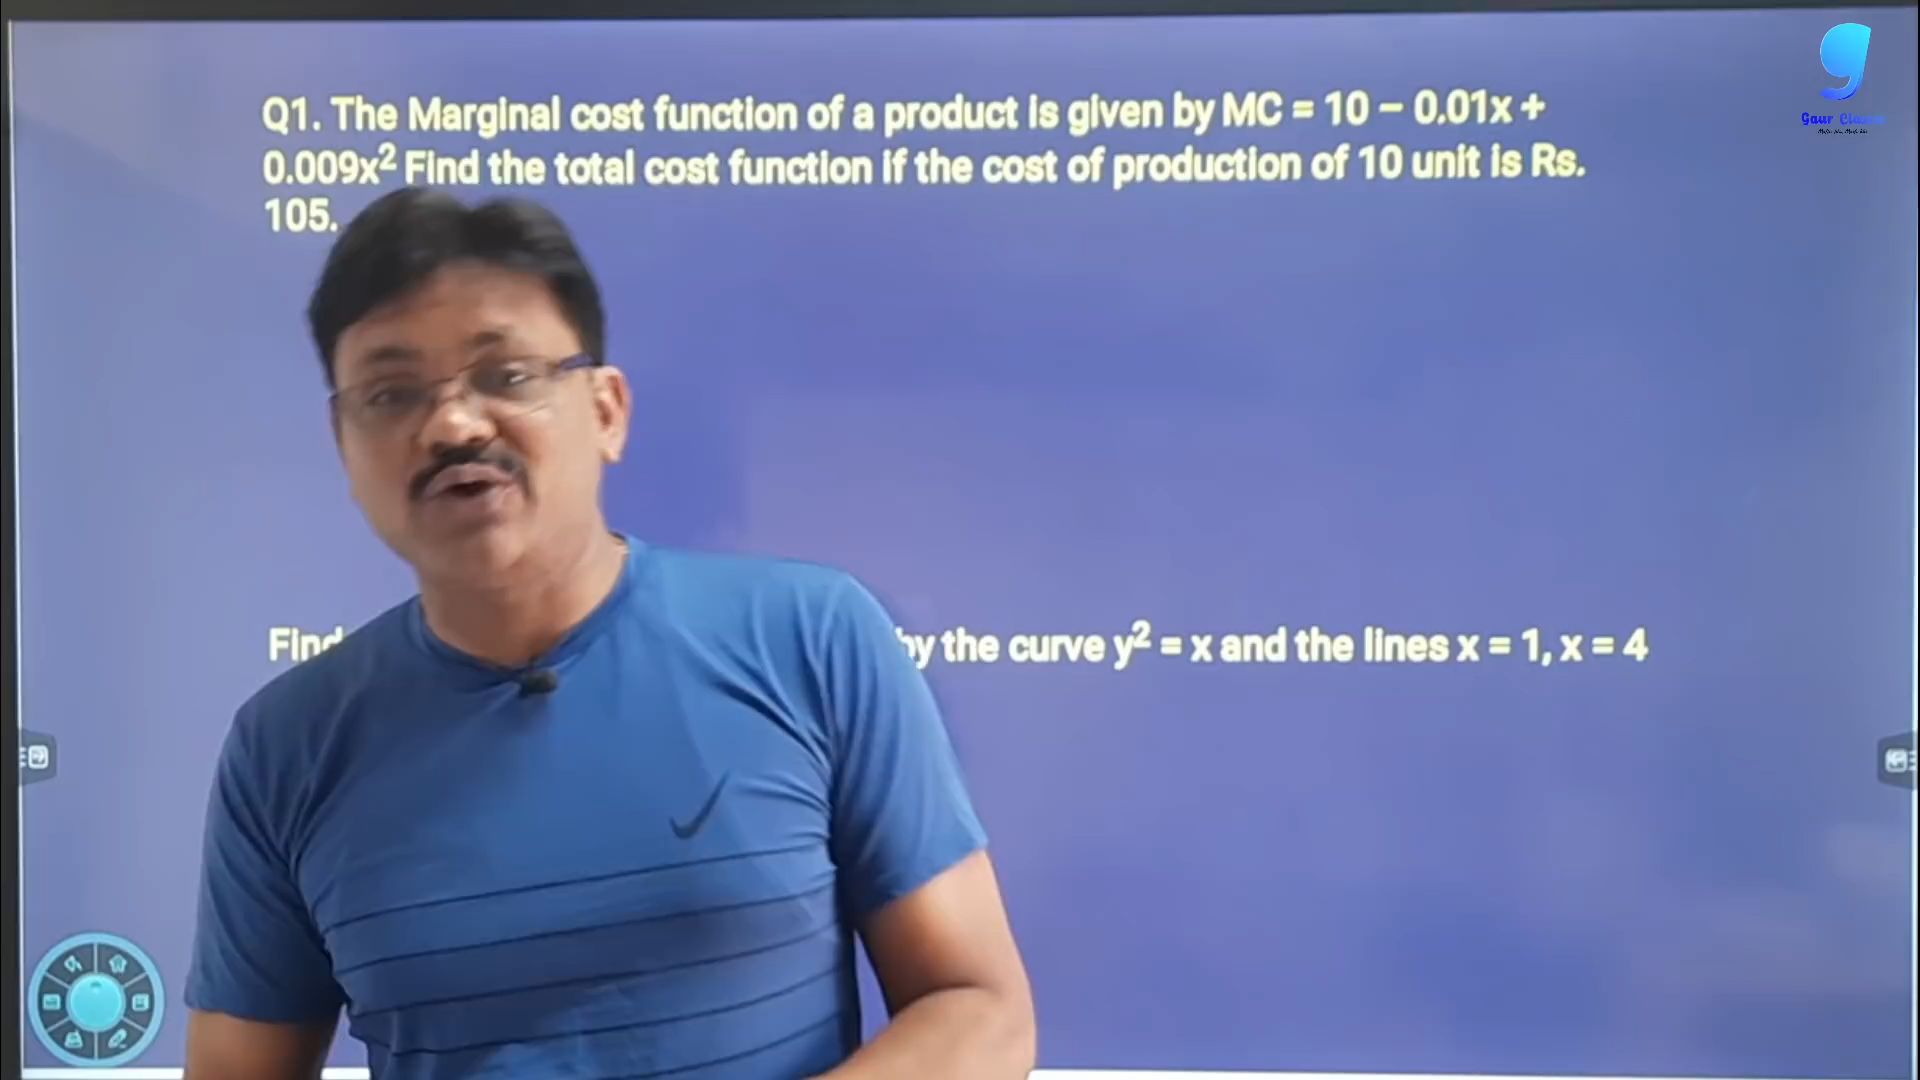 Gaur Classes
Q1. The Marginal cost function of a product is given by MC = 10 – 0.01x +
0.009x² Find the total cost function if the cost of production of 10 unit is Rs.
105.
Find
by the curve y² = x and the lines x = 1, x = 4